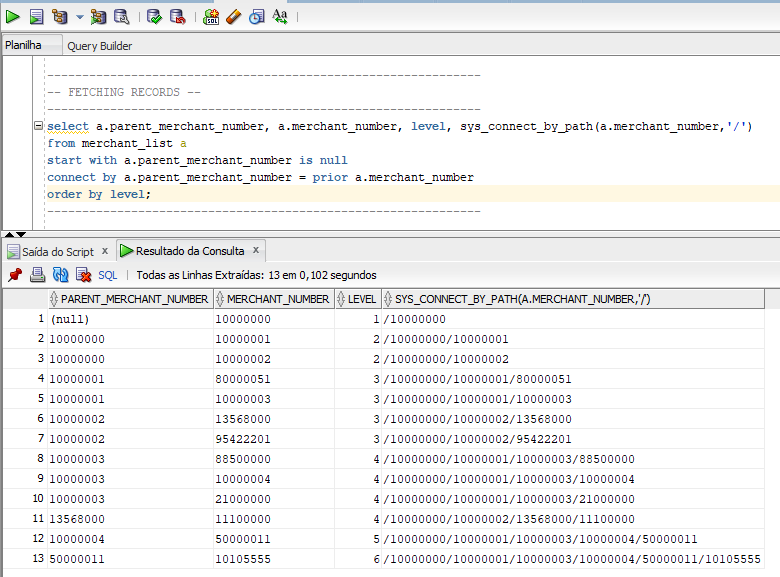 SQL
Aa
Planilha Query Builder
-------------------------------------------------------------
-- FETCHING RECORDS --
-------------------------------------------------------------
select a.parent_merchant_number, a.merchant_number, level, sys_connect_by_path(a.merchant_number,'/')
from merchant_list a
start with a.parent_merchant_number is null
connect by a.parent_merchant_number = prior a.merchant_number
order by level;
-------------------------------------------------------------
Saída do Script x Resultado da Consulta x
SQL | Todas as Linhas Extraídas: 13 em 0,102 segundos
PARENT_MERCHANT_NUMBER MERCHANT_NUMBER LEVEL SYS_CONNECT_BY_PATH(A.MERCHANT_NUMBER,'/')
1 (null) 10000000 1 /10000000
2 10000000 10000001 2 /10000000/10000001
3 10000000 10000002 2 /10000000/10000002
4 10000001 80000051 3 /10000000/10000001/80000051
5 10000001 10000003 3 /10000000/10000001/10000003
6 10000002 13568000 3 /10000000/10000002/13568000
7 10000002 95422201 3 /10000000/10000002/95422201
8 10000003 88500000 4 /10000000/10000001/10000003/88500000
9 10000003 10000004 4 /10000000/10000001/10000003/10000004
10 10000003 21000000 4 /10000000/10000001/10000003/21000000
11 13568000 11100000 4 /10000000/10000002/13568000/11100000
12 10000004 50000011 5 /10000000/10000001/10000003/10000004/50000011
13 50000011 10105555 6 /10000000/10000001/10000003/10000004/50000011/10105555